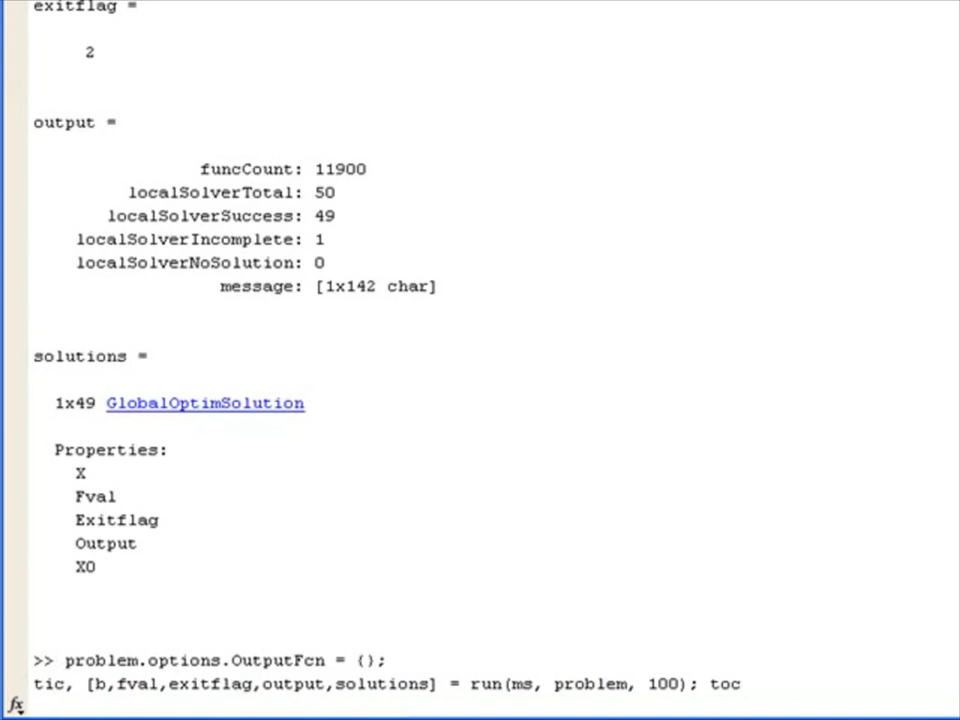 exitflag =
2
output =
funcCount: 11900
localSolverTotal: 50
localSolverSuccess: 49
localSolverIncomplete: 1
localSolverNoSolution: 0
message: [1x142 char]
solutions =
1x49 GlobalOptimSolution
Properties:
X
Fval
Exitflag
Output
X0
>> problem.options.OutputFcn = {};
tic, [b,fval,exitflag,output,solutions] = run(ms, problem, 100); toc
fx